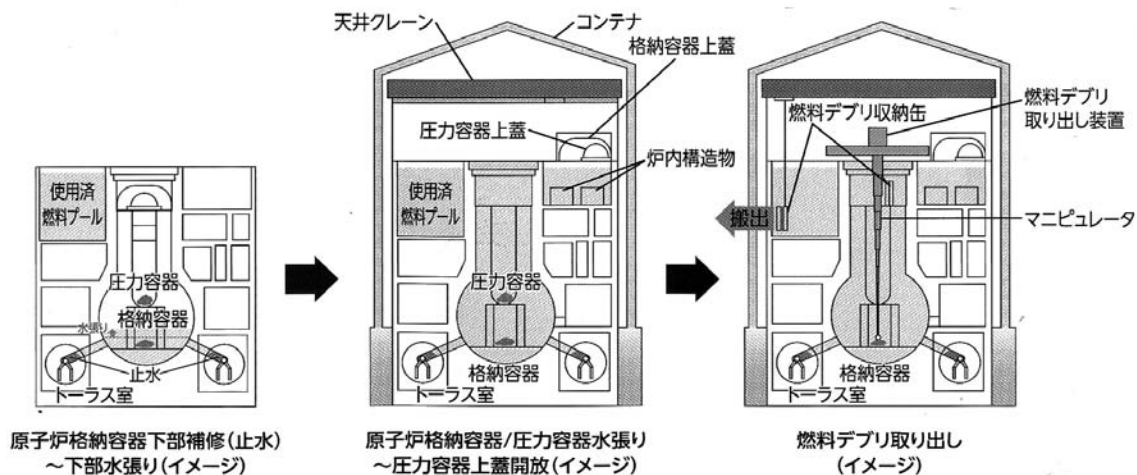 使用済
燃料プール
圧力容器
格納容器
水張り
止水
トーラス室
原子炉格納容器下部補修(止水)
~下部水張り(イメージ)
天井クレーン
コンテナ
格納容器上蓋
圧力容器上蓋
炉内構造物
使用済
燃料プール
圧力容器
格納容器
トーラス室
原子炉格納容器/圧力容器水張り
~圧力容器上蓋開放(イメージ)
燃料デブリ収納缶
燃料デブリ
取り出し装置
搬出
マニピュレータ
格納容器
トーラス室
燃料デブリ取り出し
(イメージ)